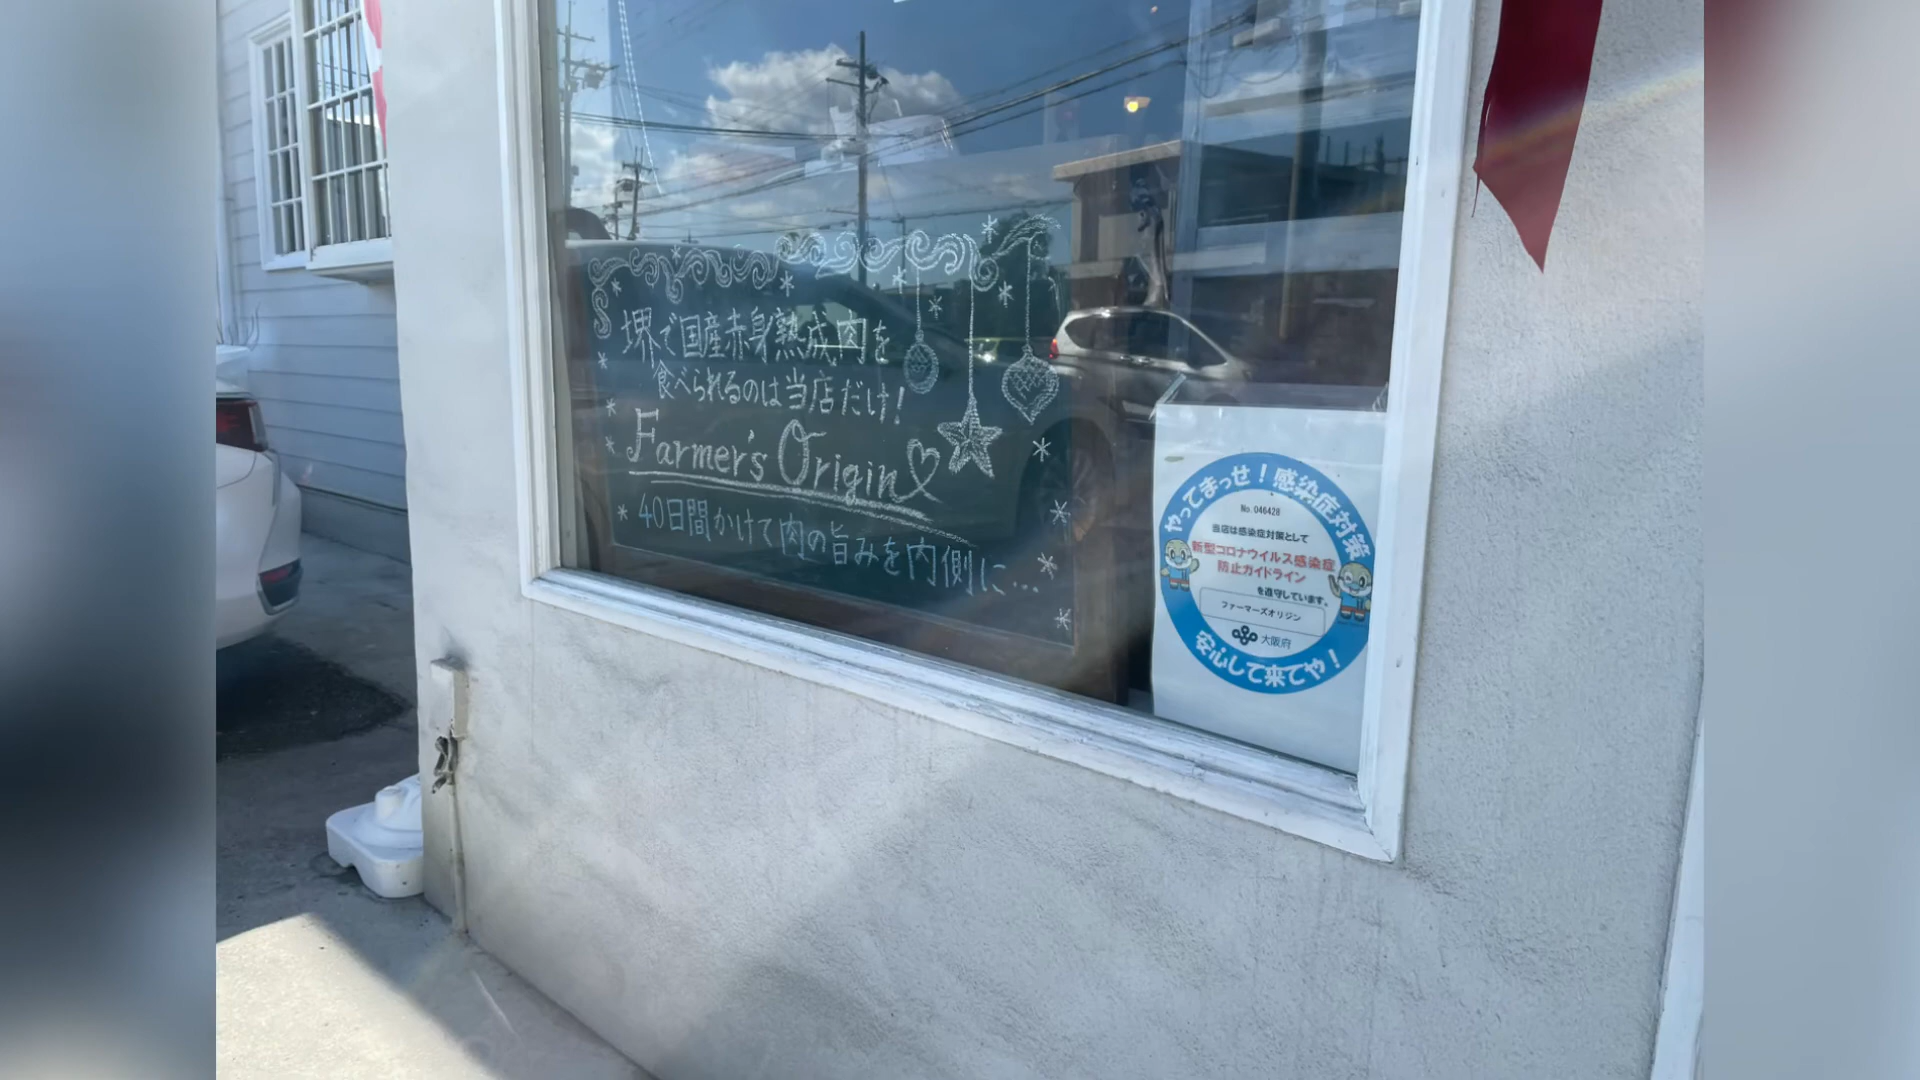 堺で国産赤身熟成肉を
食べられるのは当店だけ!
Farmer's Origin
40日間かけて肉の旨みを内側に...
やってまっせ!感染症対策
No. 046428
当店は感染症対策として
新型コロナウイルス感染症
防止ガイドライン
を遵守しています。
ファーマーズオリジン
大阪府
安心して来てや!